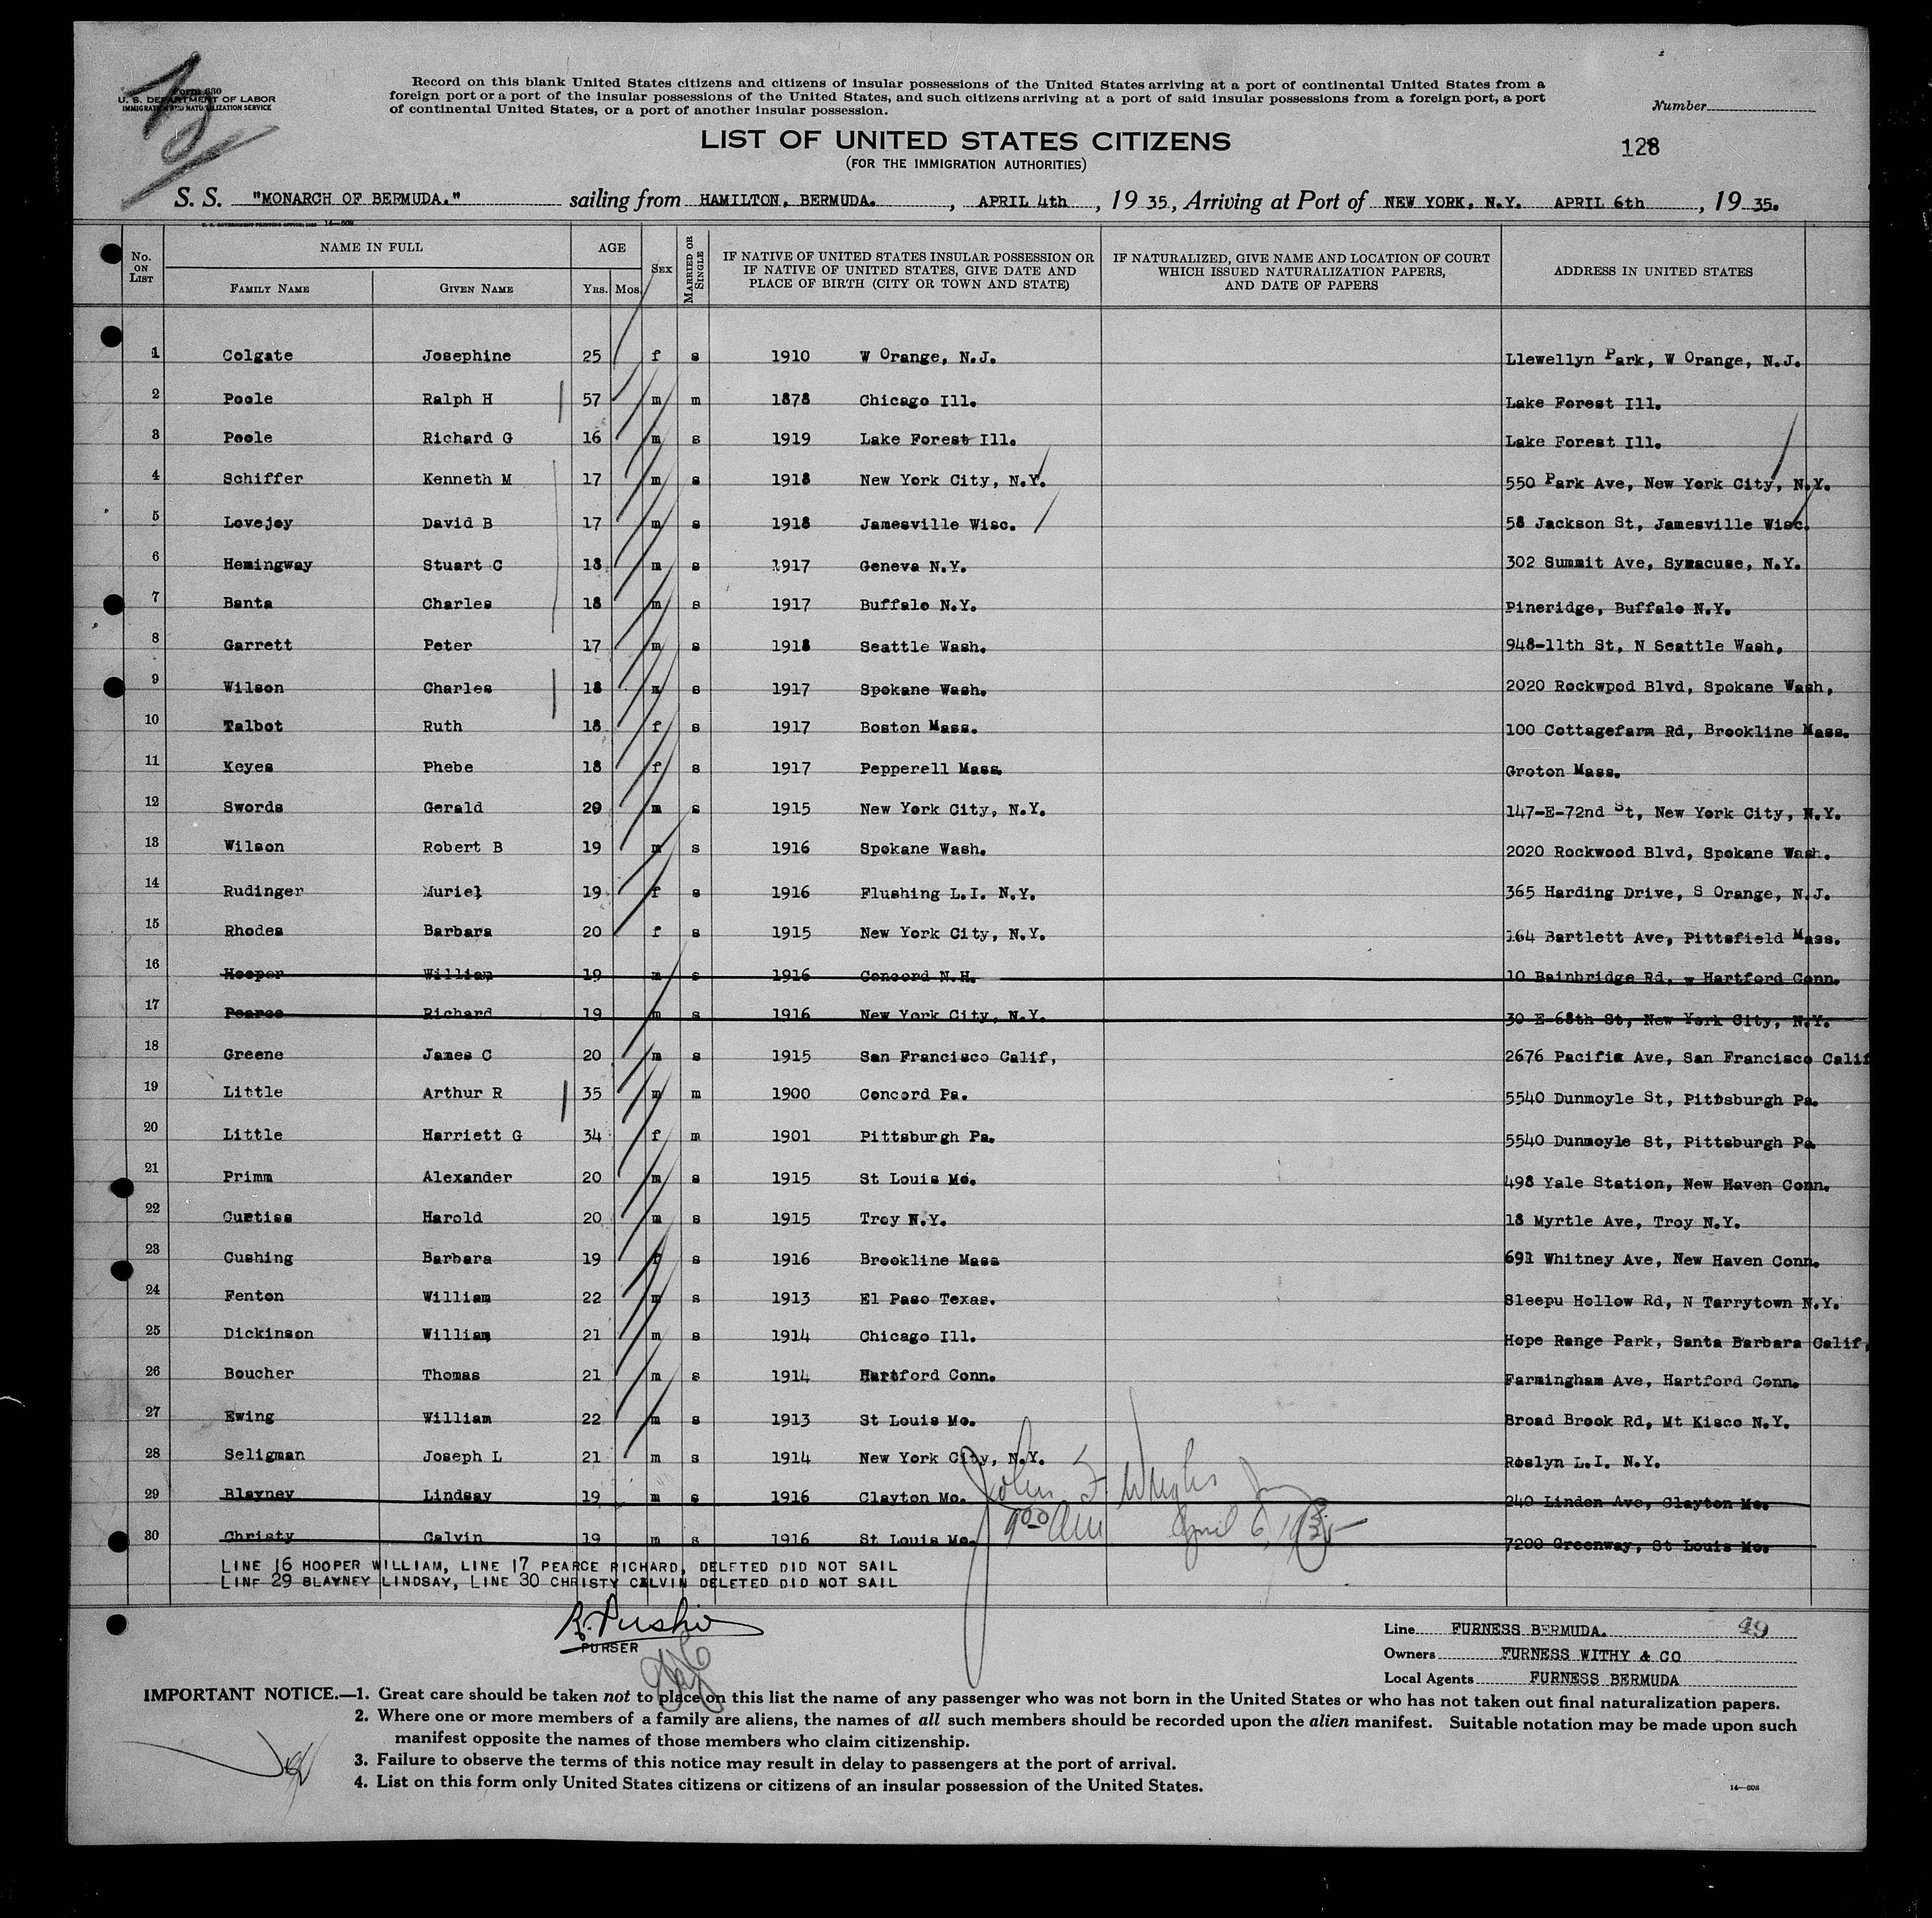 Form 630
U. S. DEPARTMENT OF LABOR
IMMIGRATION AND NATURALIZATION SERVICE
Record on this blank United States citizens and citizens of insular possessions of the United States arriving at a port of continental United States from a
foreign port or a port of the insular possessions of the United States, and such citizens arriving at a port of said insular possessions from a foreign port, a port
of continental United States, or a port of another insular possession.
Number
LIST OF UNITED STATES CITIZENS
(FOR THE IMMIGRATION AUTHORITIES)
128
S. S. "MONARCH OF BERMUDA." sailing from HAMILTON, BERMUDA. , APRIL 4th , 19 35, Arriving at Port of NEW YORK, N.Y. APRIL 6th , 19 35.
U. S. GOVERNMENT PRINTING OFFICE: 14—608
No. ON LIST NAME IN FULL AGE SEX MARRIED OR SINGLE IF NATIVE OF UNITED STATES INSULAR POSSESSION OR IF NATIVE OF UNITED STATES, GIVE DATE AND PLACE OF BIRTH (CITY OR TOWN AND STATE) IF NATURALIZED, GIVE NAME AND LOCATION OF COURT WHICH ISSUED NATURALIZATION PAPERS, AND DATE OF PAPERS ADDRESS IN UNITED STATES
FAMILY NAME GIVEN NAME YRS. MOS.
1 Colgate Josephine 25 f s 1910 W Orange, N.J. Llewellyn Park, W Orange, N.J.
2 Poole Ralph H 57 m m 1878 Chicago Ill. Lake Forest Ill.
3 Poole Richard G 16 m s 1919 Lake Forest Ill. Lake Forest Ill.
4 Schiffer Kenneth M 17 m s 1918 New York City, N.Y. 550 Park Ave, New York City, N.Y.
5 Lovejoy David B 17 m s 1918 Jamesville Wisc. 58 Jackson St, Jamesville Wisc.
6 Hemingway Stuart C 18 m s 1917 Geneva N.Y. 302 Summit Ave, Syracuse, N.Y.
7 Banta Charles 18 m s 1917 Buffalo N.Y. Pineridge, Buffalo N.Y.
8 Garrett Peter 17 m s 1918 Seattle Wash. 948-11th St, N Seattle Wash,
9 Wilson Charles 18 m s 1917 Spokane Wash. 2020 Rockwpod Blvd, Spokane Wash,
10 Talbot Ruth 18 f s 1917 Boston Mass. 100 Cottagefarm Rd, Brookline Mass.
11 Keyes Phebe 18 f s 1917 Pepperell Mass. Groton Mass.
12 Swords Gerald 20 m s 1915 New York City, N.Y. 147-E-72nd St, New York City, N.Y.
13 Wilson Robert B 19 m s 1916 Spokane Wash. 2020 Rockwood Blvd, Spokane Wash.
14 Rudinger Muriel 19 f s 1916 Flushing L.I. N.Y. 365 Harding Drive, S Orange, N.J.
15 Rhodes Barbara 20 f s 1915 New York City, N.Y. 164 Bartlett Ave, Pittsfield Mass.
16 Hooper William 19 m s 1916 Concord N.H. 10 Bainbridge Rd, w Hartford Conn.
17 Pearce Richard 19 m s 1916 New York City, N.Y. 30 E-68th St, New York City, N.Y.
18 Greene James C 20 m s 1915 San Francisco Calif, 2676 Pacific Ave, San Francisco Calif
19 Little Arthur R 35 m m 1900 Concord Pa. 5540 Dunmoyle St, Pittsburgh Pa.
20 Little Harriett G 34 f m 1901 Pittsburgh Pa. 5540 Dunmoyle St, Pittsburgh Pa
21 Primm Alexander 20 m s 1915 St Louis Mo. 498 Yale Station, New Haven Conn.
22 Curtiss Harold 20 m s 1915 Troy N.Y. 18 Myrtle Ave, Troy N.Y.
23 Cushing Barbara 19 f s 1916 Brookline Mass 691 Whitney Ave, New Haven Conn.
24 Fenton William 22 m s 1913 El Paso Texas. Sleepu Hollow Rd, N Tarrytown N.Y.
25 Dickinson William 21 m s 1914 Chicago Ill. Hope Range Park, Santa Barbara Calif,
26 Boucher Thomas 21 m s 1914 Hartford Conn. Farmingham Ave, Hartford Conn.
27 Ewing William 22 m s 1913 St Louis Mo. Broad Brook Rd, Mt Kisco N.Y.
28 Seligman Joseph L 21 m s 1914 New York City, N.Y. Roslyn L.I. N.Y.
29 Blayney Lindsay 19 m s 1916 Clayton Mo. 240 Linden Ave, Clayton Mo.
30 Christy Calvin 19 m s 1916 St Louis Mo. 7200 Greenway, St Louis Mo.
John F
9 00 AM April 6, 1935
LINE 16 HOOPER WILLIAM, LINE 17 PEARCE RICHARD, DELETED DID NOT SAIL
LINE 29 BLAYNEY LINDSAY, LINE 30 CHRISTY CALVIN DELETED DID NOT SAIL
PURSER
Line FURNESS BERMUDA. 49
Owners FURNESS WITHY & CO
Local Agents FURNESS BERMUDA
IMPORTANT NOTICE.—1. Great care should be taken not to place on this list the name of any passenger who was not born in the United States or who has not taken out final naturalization papers.
2. Where one or more members of a family are aliens, the names of all such members should be recorded upon the alien manifest. Suitable notation may be made upon such
manifest opposite the names of those members who claim citizenship.
3. Failure to observe the terms of this notice may result in delay to passengers at the port of arrival.
4. List on this form only United States citizens or citizens of an insular possession of the United States.
14—608